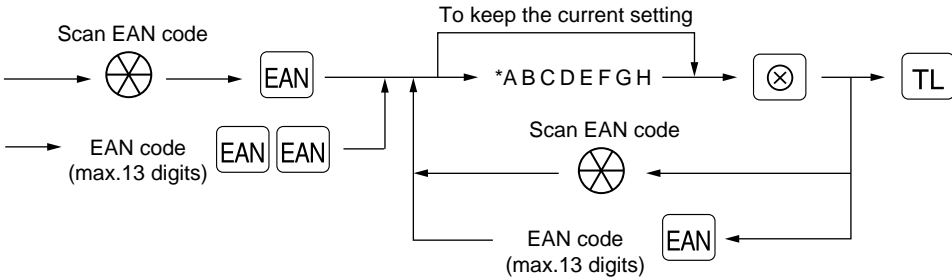 To keep the current setting
Scan EAN code
EAN
*A B C D E F G H
⊗
TL
EAN code
(max.13 digits)
EAN EAN
Scan EAN code
EAN code
(max.13 digits)
EAN